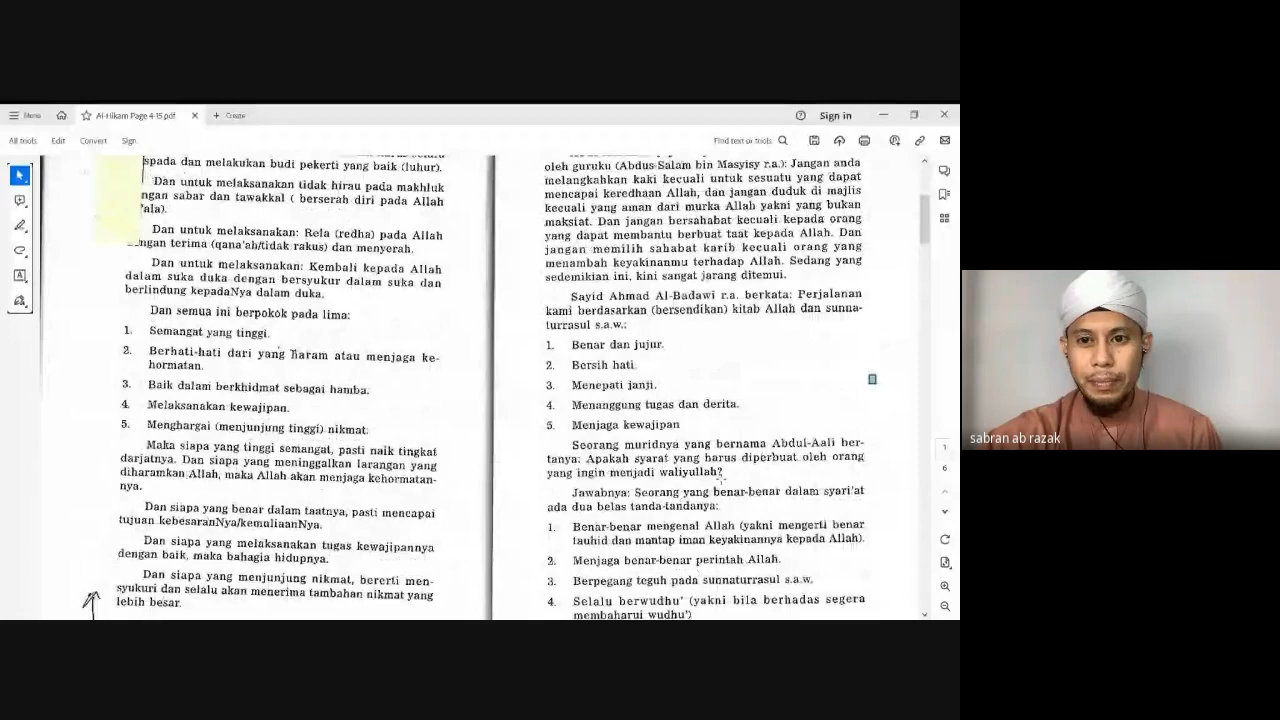 Al-Hikam Page 4-15.pdf
Create
Sign in
All tools
Edit
Convert
Sign
Find text or tools
spada dan melakukan budi pekerti yang baik (luhur).
Dan untuk melaksanakan tidak hirau pada makhluk
ngan sabar dan tawakkal ( berserah diri pada Allah
'ala).
Dan untuk melaksanakan: Rela (redha) pada Allah
ngan terima (qana'ah/tidak rakus) dan menyerah.
Dan untuk melaksanakan: Kembali kepada Allah
dalam suka duka dengan bersyukur dalam suka dan
berlindung kepadaNya dalam duka.
Dan semua ini berpokok pada lima:
1. Semangat yang tinggi.
2. Berhati-hati dari yang haram atau menjaga ke-
hormatan.
3. Baik dalam berkhidmat sebagai hamba.
4. Melaksanakan kewajipan.
5. Menghargai (menjunjung tinggi) nikmat.
Maka siapa yang tinggi semangat, pasti naik tingkat
darjatnya. Dan siapa yang meninggalkan larangan yang
diharamkan Allah, maka Allah akan menjaga kehormatan-
nya.
Dan siapa yang benar dalam taatnya, pasti mencapai
tujuan kebesaranNya/kemuliaanNya.
Dan siapa yang melaksanakan tugas kewajipannya
dengan baik, maka bahagia hidupnya.
Dan siapa yang menjunjung nikmat, bererti men-
syukuri dan selalu akan menerima tambahan nikmat yang
lebih besar.
oleh guruku (Abdus-Salam bin Masyisy r.a.): Jangan anda
melangkahkan kaki kecuali untuk sesuatu yang dapat
mencapai keredhaan Allah, dan jangan duduk di majlis
kecuali yang aman dari murka Allah yakni yang bukan
maksiat. Dan jangan bersahabat kecuali kepada orang
yang dapat membantu berbuat taat kepada Allah. Dan
jangan memilih sahabat karib kecuali orang yang
menambah keyakinanmu terhadap Allah. Sedang yang
sedemikian ini, kini sangat jarang ditemui.
Sayid Ahmad Al-Badawi r.a. berkata: Perjalanan
kami berdasarkan (bersendikan) kitab Allah dan sunna-
turrasul s.a.w.:
1. Benar dan jujur.
2. Bersih hati.
3. Menepati janji.
4. Menanggung tugas dan derita.
5. Menjaga kewajipan
Seorang muridnya yang bernama Abdul-Aali ber-
tanya: Apakah syarat yang harus diperbuat oleh orang
yang ingin menjadi waliyullah?
Jawabnya: Seorang yang benar-benar dalam syari'at
ada dua belas tanda-tandanya:
1. Benar-benar mengenal Allah (yakni mengerti benar
tauhid dan mantap iman keyakinannya kepada Allah).
2. Menjaga benar-benar perintah Allah.
3. Berpegang teguh pada sunnaturrasul s.a.w.
4. Selalu berwudhu' (yakni bila berhadas segera
membaharui wudhu')
1
6
sabran ab razak